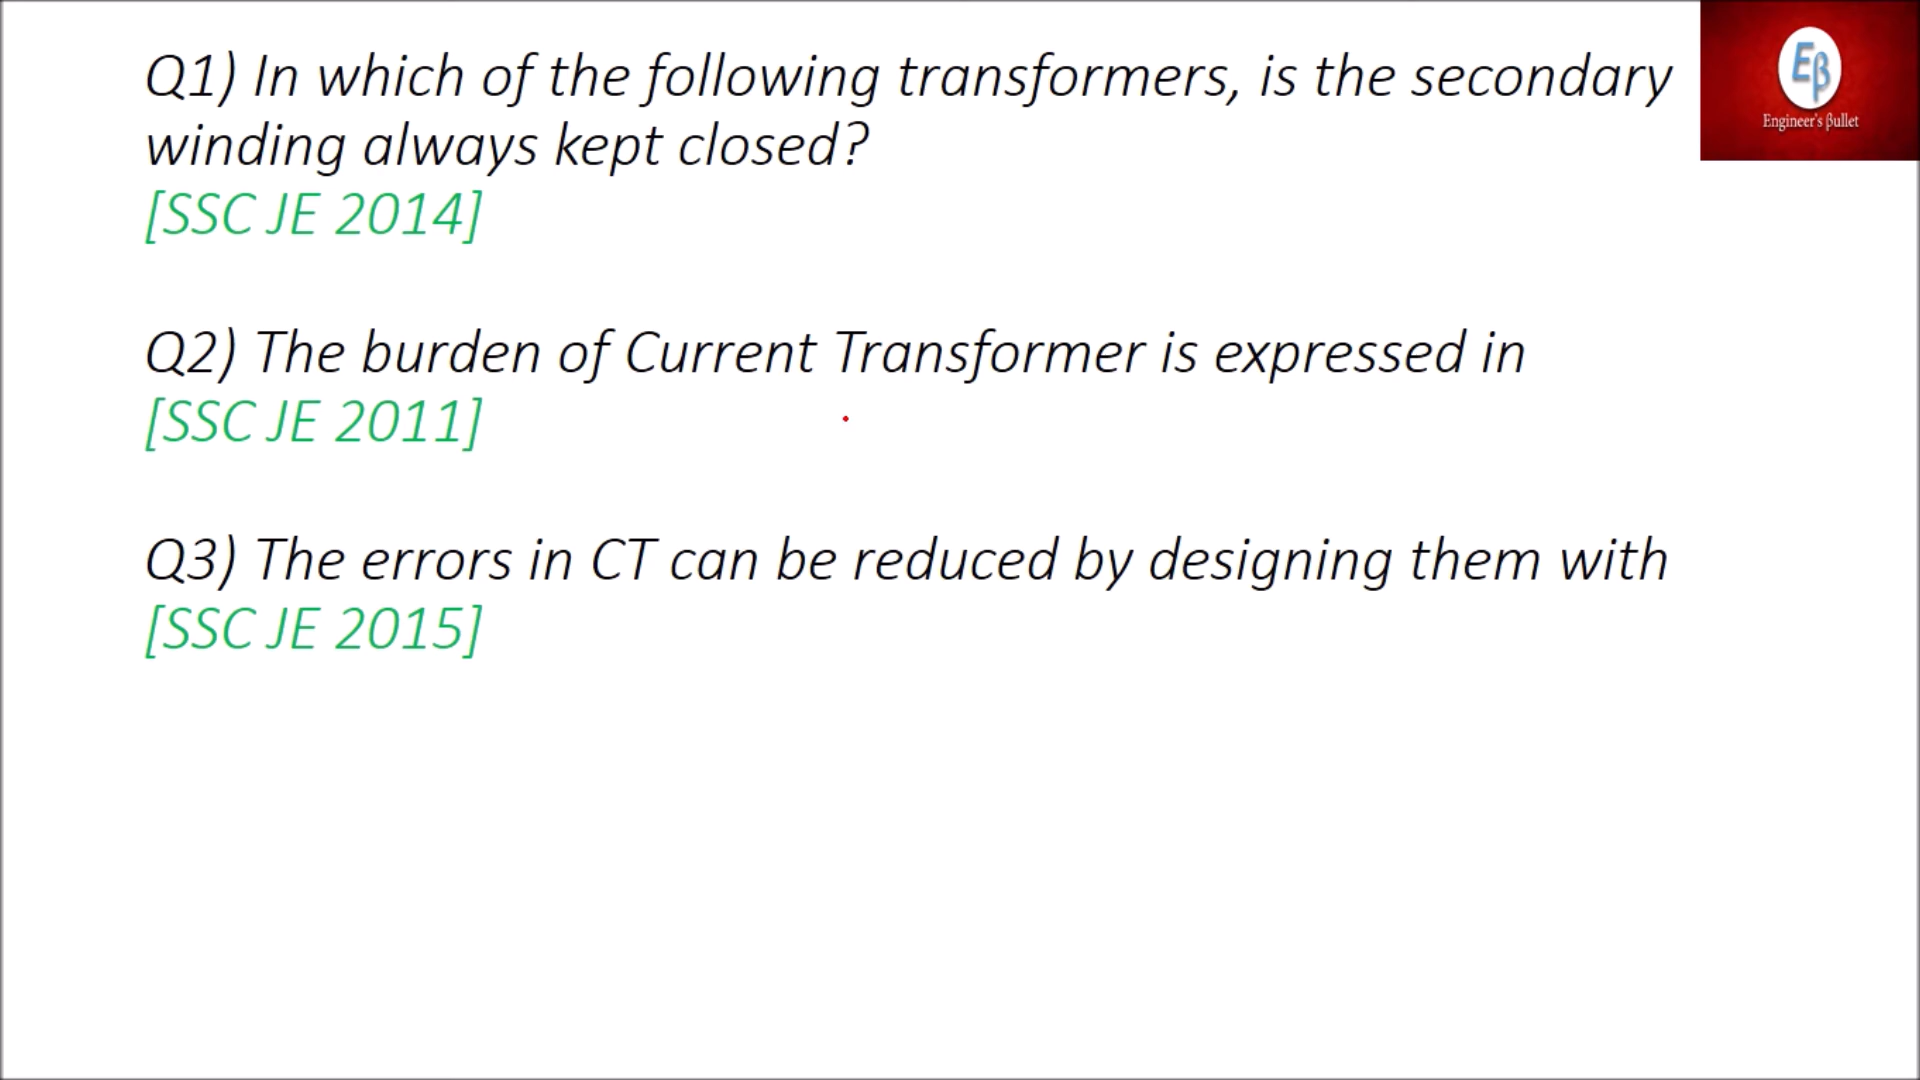 Q1) In which of the following transformers, is the secondary
winding always kept closed?
[SSC JE 2014]
Q2) The burden of Current Transformer is expressed in
[SSC JE 2011]
Q3) The errors in CT can be reduced by designing them with
[SSC JE 2015]
Eβ
Engineer's βullet